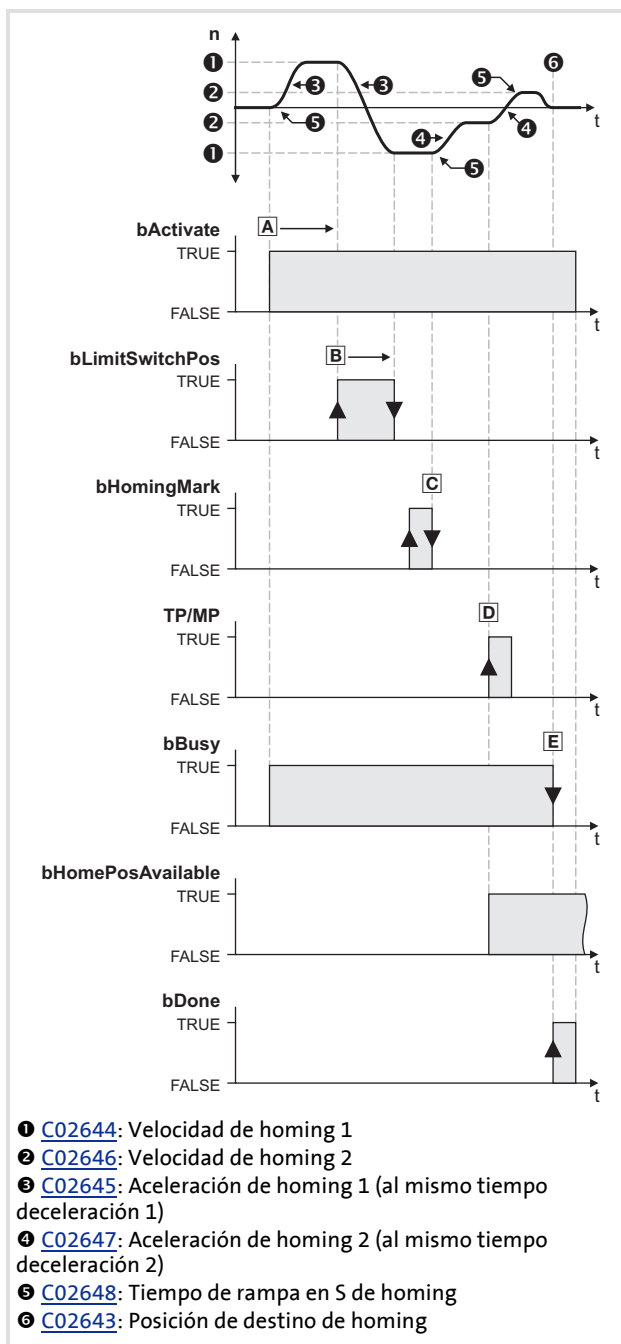 n
❶
❷
❷
❶
❸
❸
❺
❹
❺
❺
❹
❻
t
bActivate
A
TRUE
FALSE
t
bLimitSwitchPos
B
TRUE
FALSE
t
bHomingMark
C
TRUE
FALSE
t
TP/MP
D
TRUE
FALSE
t
bBusy
E
TRUE
FALSE
t
bHomePosAvailable
TRUE
FALSE
t
bDone
TRUE
FALSE
t
❶ C02644: Velocidad de homing 1
❷ C02646: Velocidad de homing 2
❸ C02645: Aceleración de homing 1 (al mismo tiempo
deceleración 1)
❹ C02647: Aceleración de homing 2 (al mismo tiempo
deceleración 2)
❺ C02648: Tiempo de rampa en S de homing
❻ C02643: Posición de destino de homing